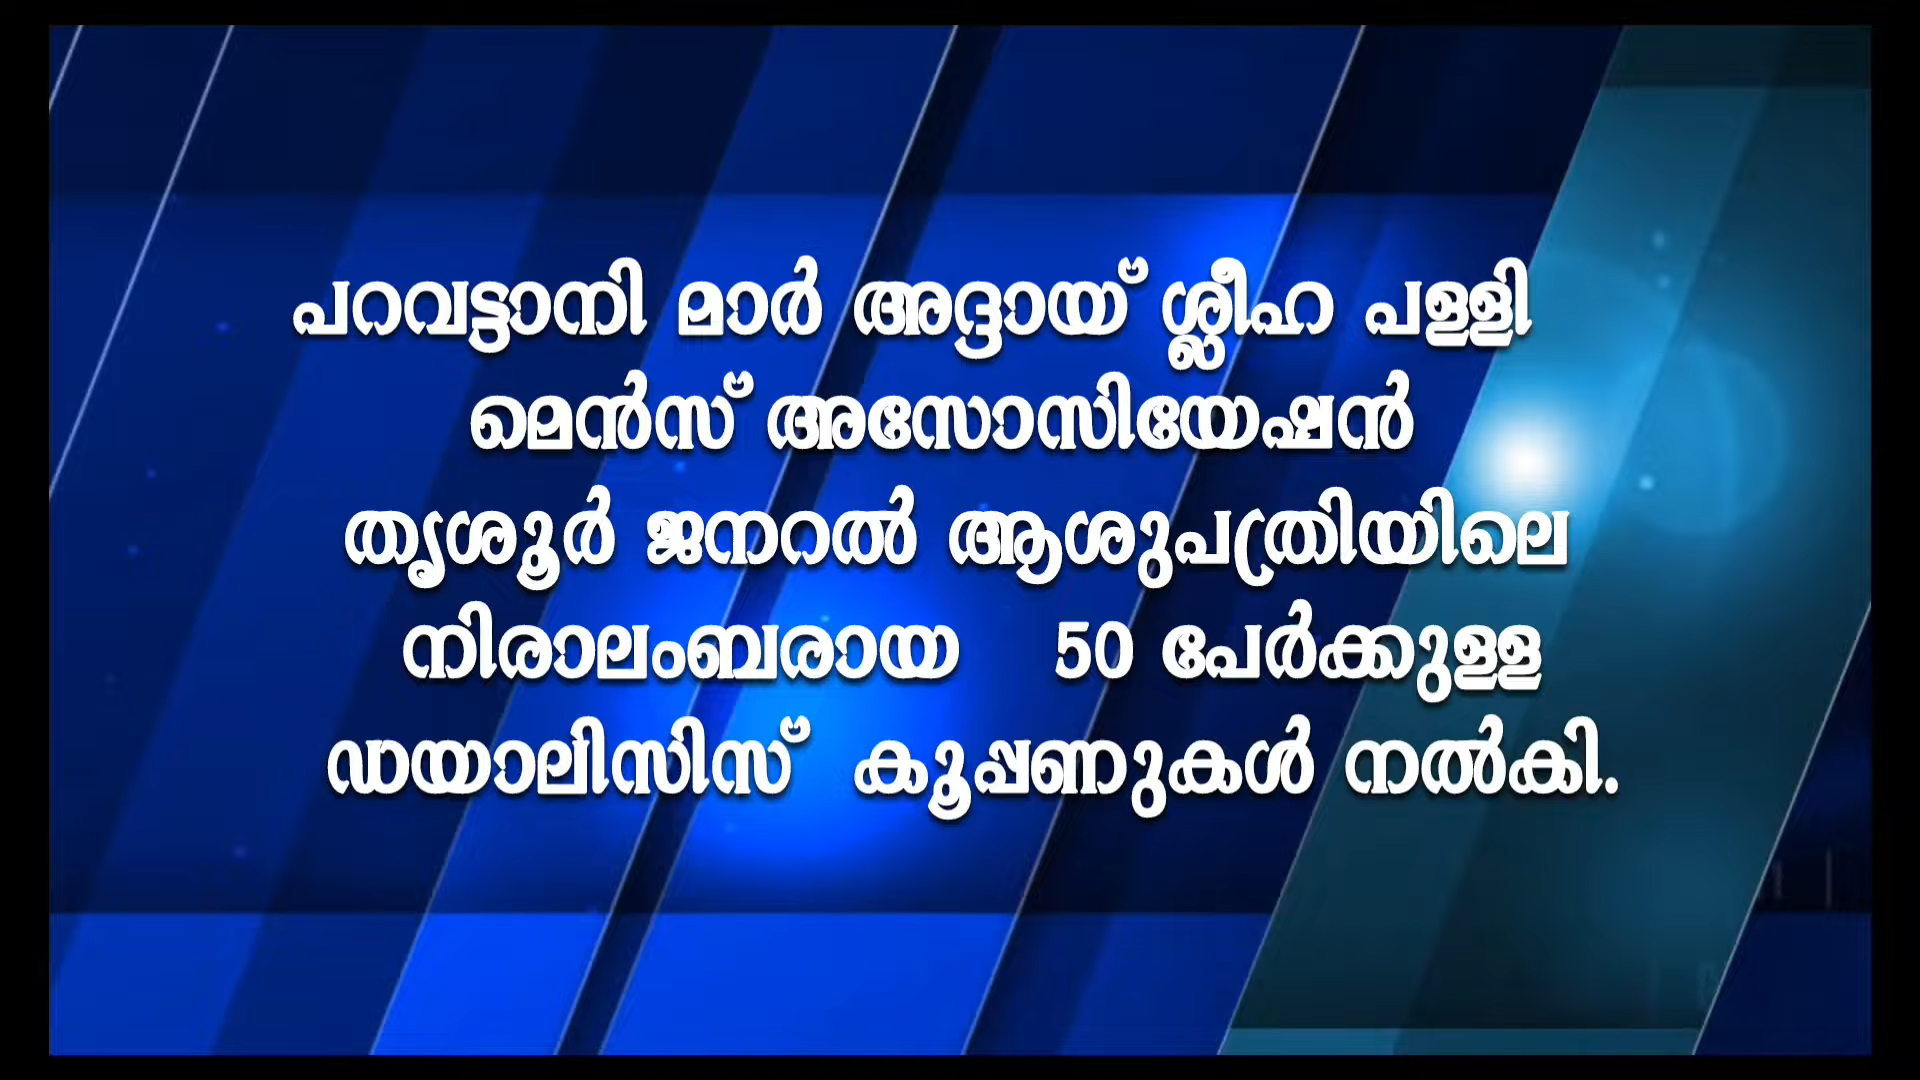 പറവട്ടാനി മാർ അദ്ദായ് ശ്ലീഹ പള്ളി
മെൻസ് അസോസിയേഷൻ
തൃശൂർ ജനറൽ ആശുപത്രിയിലെ
നിരാലംബരായ 50 പേർക്കുള്ള
ഡയാലിസിസ് കൂപ്പണുകൾ നൽകി.